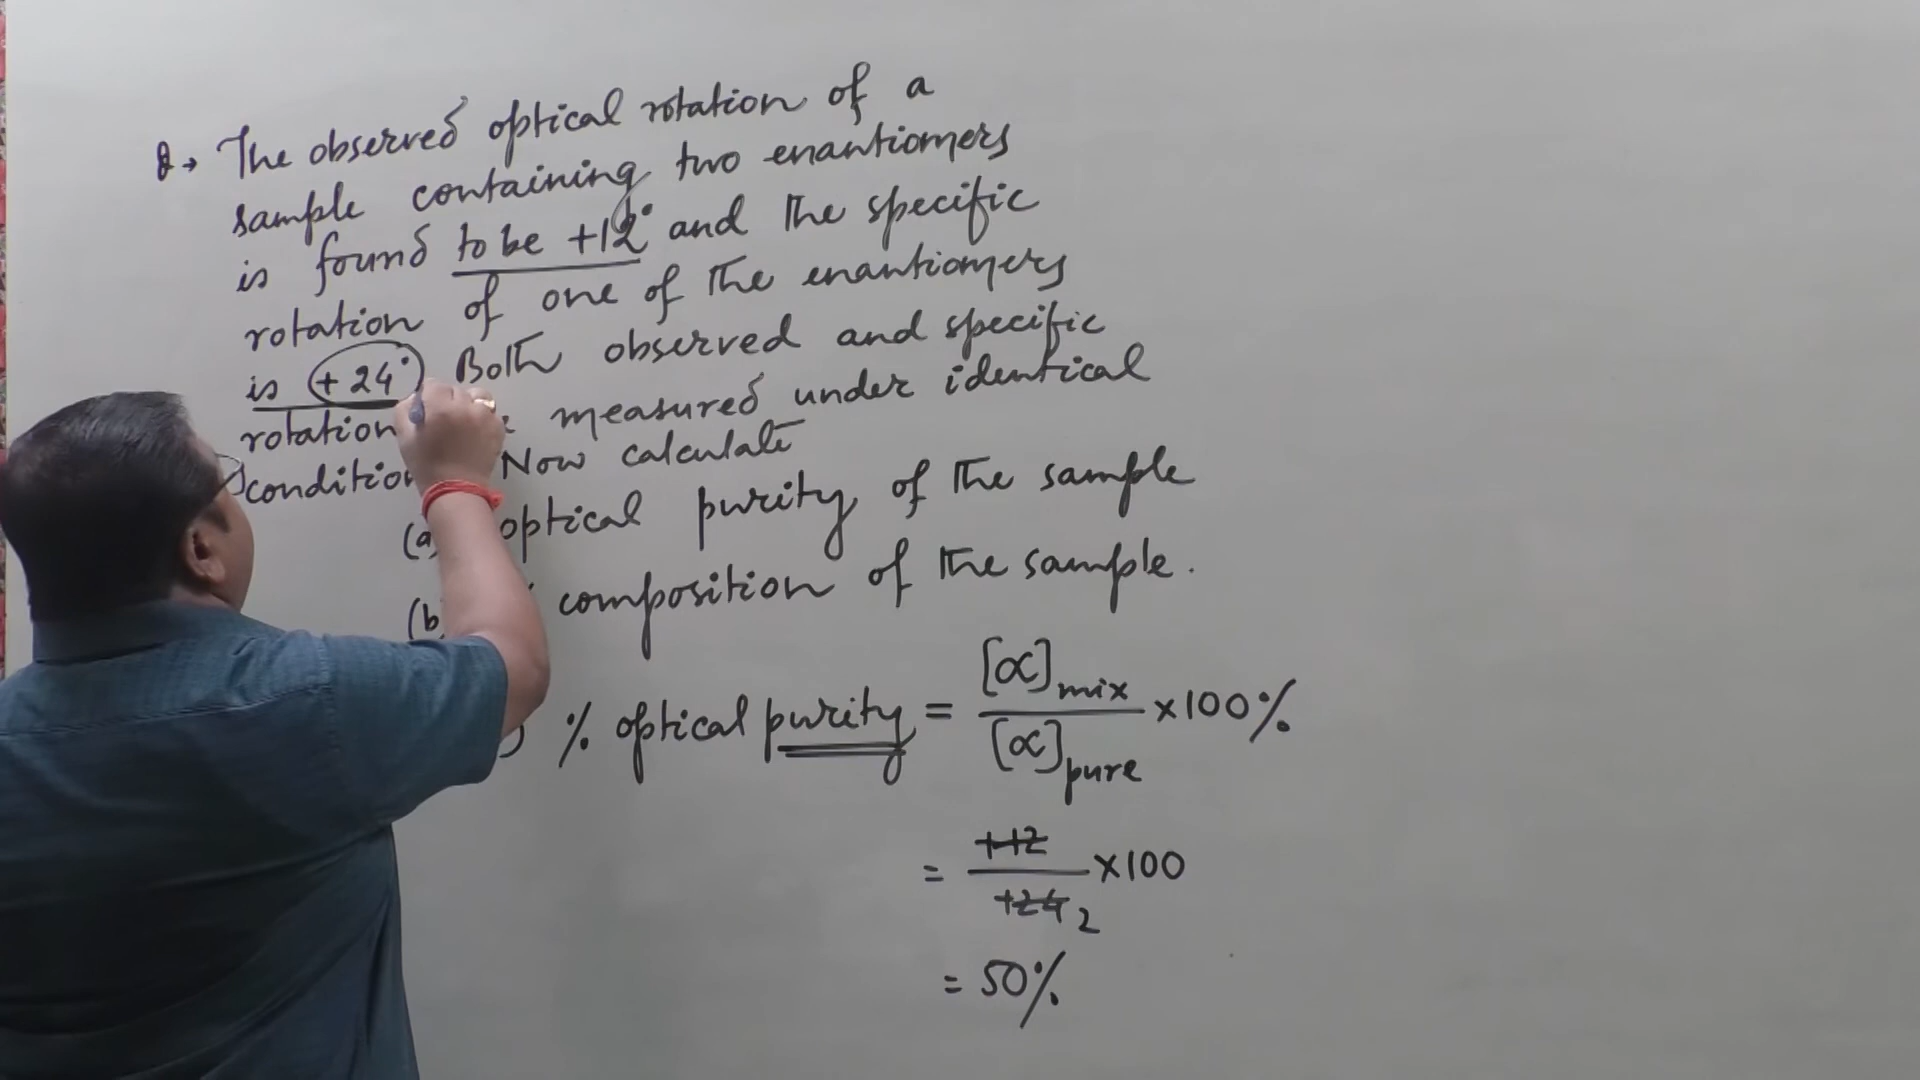 Q→ The observed optical rotation of a
sample containing two enantiomers
is found to be +12° and the specific
rotation of one of the enantiomers
is +24° Both observed and specific
rotation measured under identical
condition Now calculate
(a) optical purity of the sample
(b) composition of the sample.
% optical purity = [α]mix / [α]pure × 100%
= +12 / +24 2 × 100
= 50%